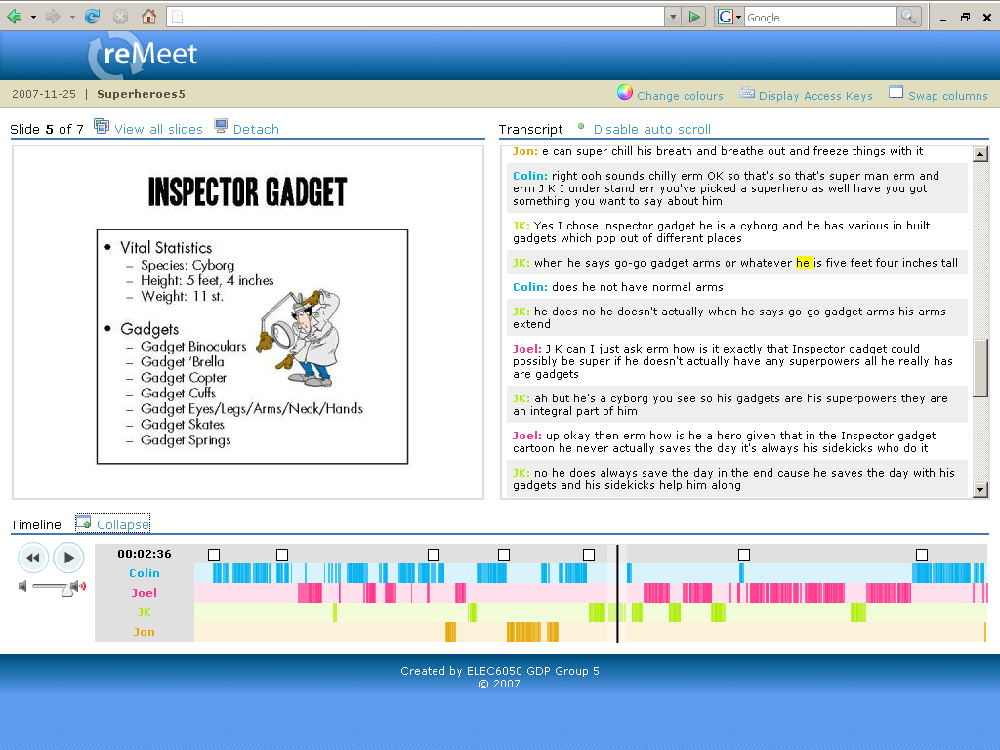 Google
reMeet
2007-11-25 | Superheroes5
Change colours
Display Access Keys
Swap columns
Slide 5 of 7
View all slides
Detach
INSPECTOR GADGET
• Vital Statistics
– Species: Cyborg
– Height: 5 feet, 4 inches
– Weight: 11 st.
• Gadgets
– Gadget Binoculars
– Gadget ‘Brella
– Gadget Copter
– Gadget Cuffs
– Gadget Eyes/Legs/Arms/Neck/Hands
– Gadget Skates
– Gadget Springs
Transcript
Disable auto scroll
Jon: e can super chill his breath and breathe out and freeze things with it
Colin: right ooh sounds chilly erm OK so that's so that's super man erm and
erm J K I under stand err you've picked a superhero as well have you got
something you want to say about him
JK: Yes I chose inspector gadget he is a cyborg and he has various in built
gadgets which pop out of different places
JK: when he says go-go gadget arms or whatever he is five feet four inches tall
Colin: does he not have normal arms
JK: he does no he doesn't actually when he says go-go gadget arms his arms
extend
Joel: J K can I just ask erm how is it exactly that Inspector gadget could
possibly be super if he doesn't actually have any superpowers all he really has
are gadgets
JK: ah but he's a cyborg you see so his gadgets are his superpowers they are
an integral part of him
Joel: up okay then erm how is he a hero given that in the Inspector gadget
cartoon he never actually saves the day it's always his sidekicks who do it
JK: no he does always save the day in the end cause he saves the day with his
gadgets and his sidekicks help him along
Timeline
Collapse
00:02:36
Colin
Joel
JK
Jon
Created by ELEC6050 GDP Group 5
© 2007